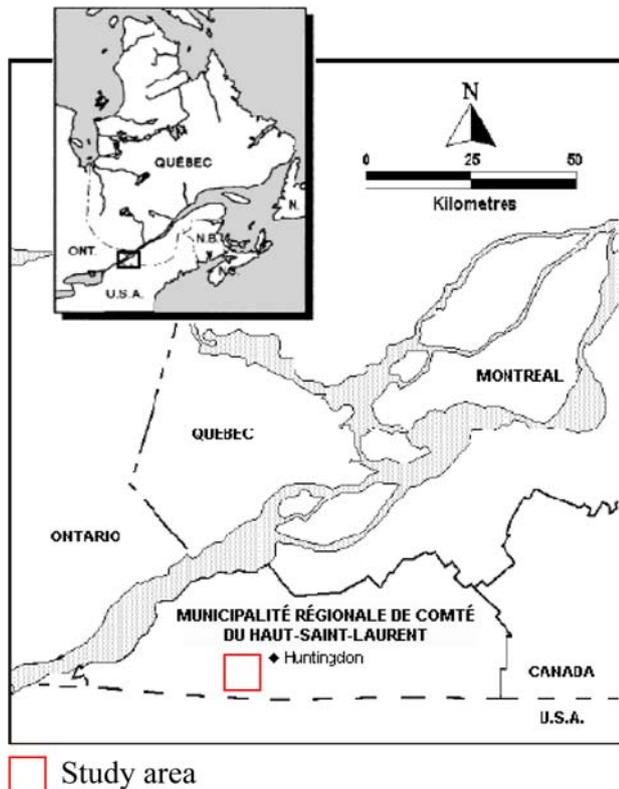 QUÉBEC
ONT.
N.B.
N.
N.S.
U.S.A.
N
0 25 50
Kilometres
MONTREAL
QUEBEC
ONTARIO
MUNICIPALITÉ RÉGIONALE DE COMTÉ
DU HAUT-SAINT-LAURENT
Huntingdon
CANADA
U.S.A.
Study area